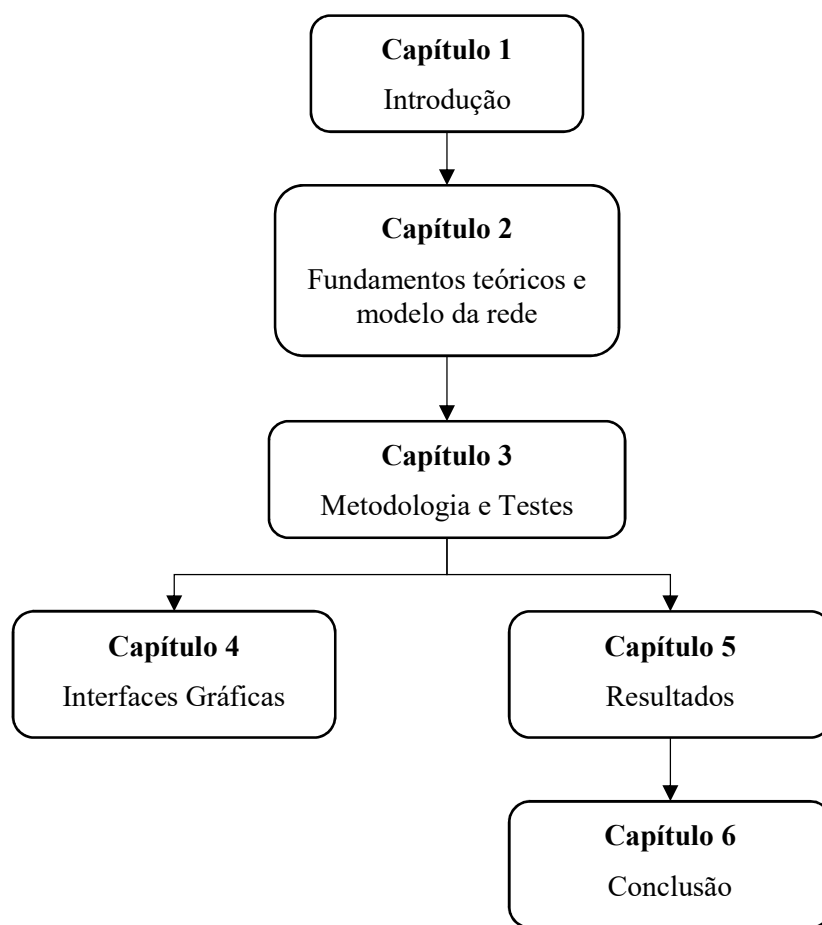 Capítulo 1
Introdução
Capítulo 2
Fundamentos teóricos e
modelo da rede
Capítulo 3
Metodologia e Testes
Capítulo 4
Interfaces Gráficas
Capítulo 5
Resultados
Capítulo 6
Conclusão